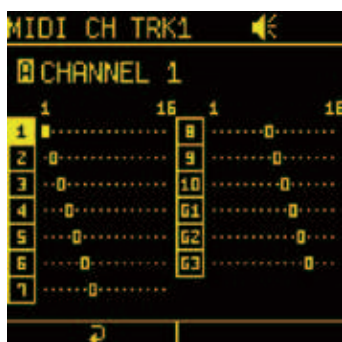 MIDI CH TRK1
A CHANNEL 1
1 16 1 16
1 8
2 9
3 10
4 G1
5 G2
6 G3
7